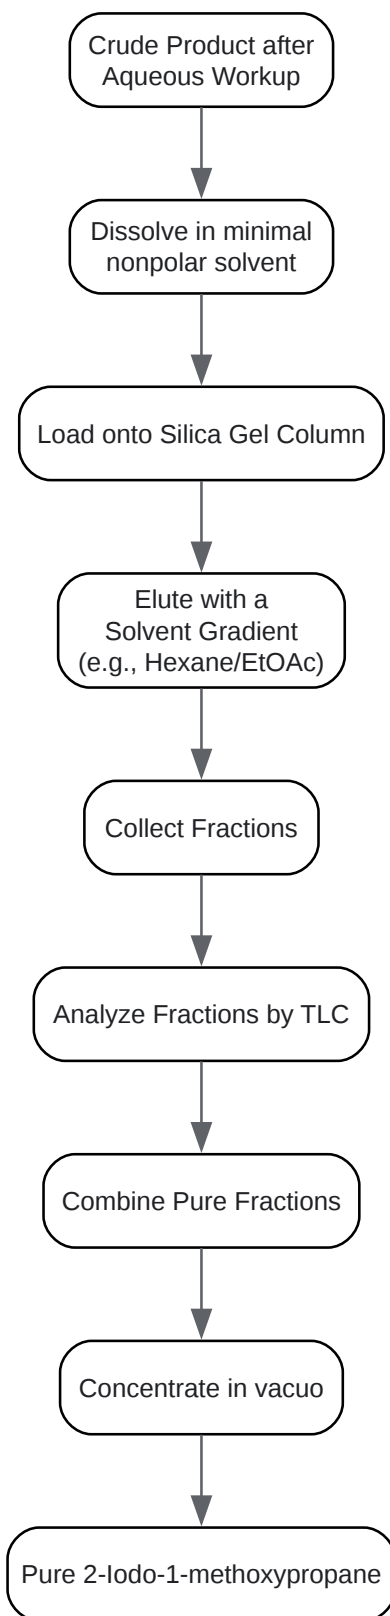 Crude Product after
Aqueous Workup
Dissolve in minimal
nonpolar solvent
Load onto Silica Gel Column
Elute with a
Solvent Gradient
(e.g., Hexane/EtOAc)
Collect Fractions
Analyze Fractions by TLC
Combine Pure Fractions
Concentrate in vacuo
Pure 2-Iodo-1-methoxypropane